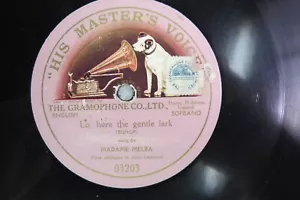 "HIS MASTER'S VOICE"
THE GRAMOPHONE CO., LTD.
ENGLISH
SOPRANO
Lo, here the gentle lark
(BISHOP)
sung by
MADAME MELBA
03203